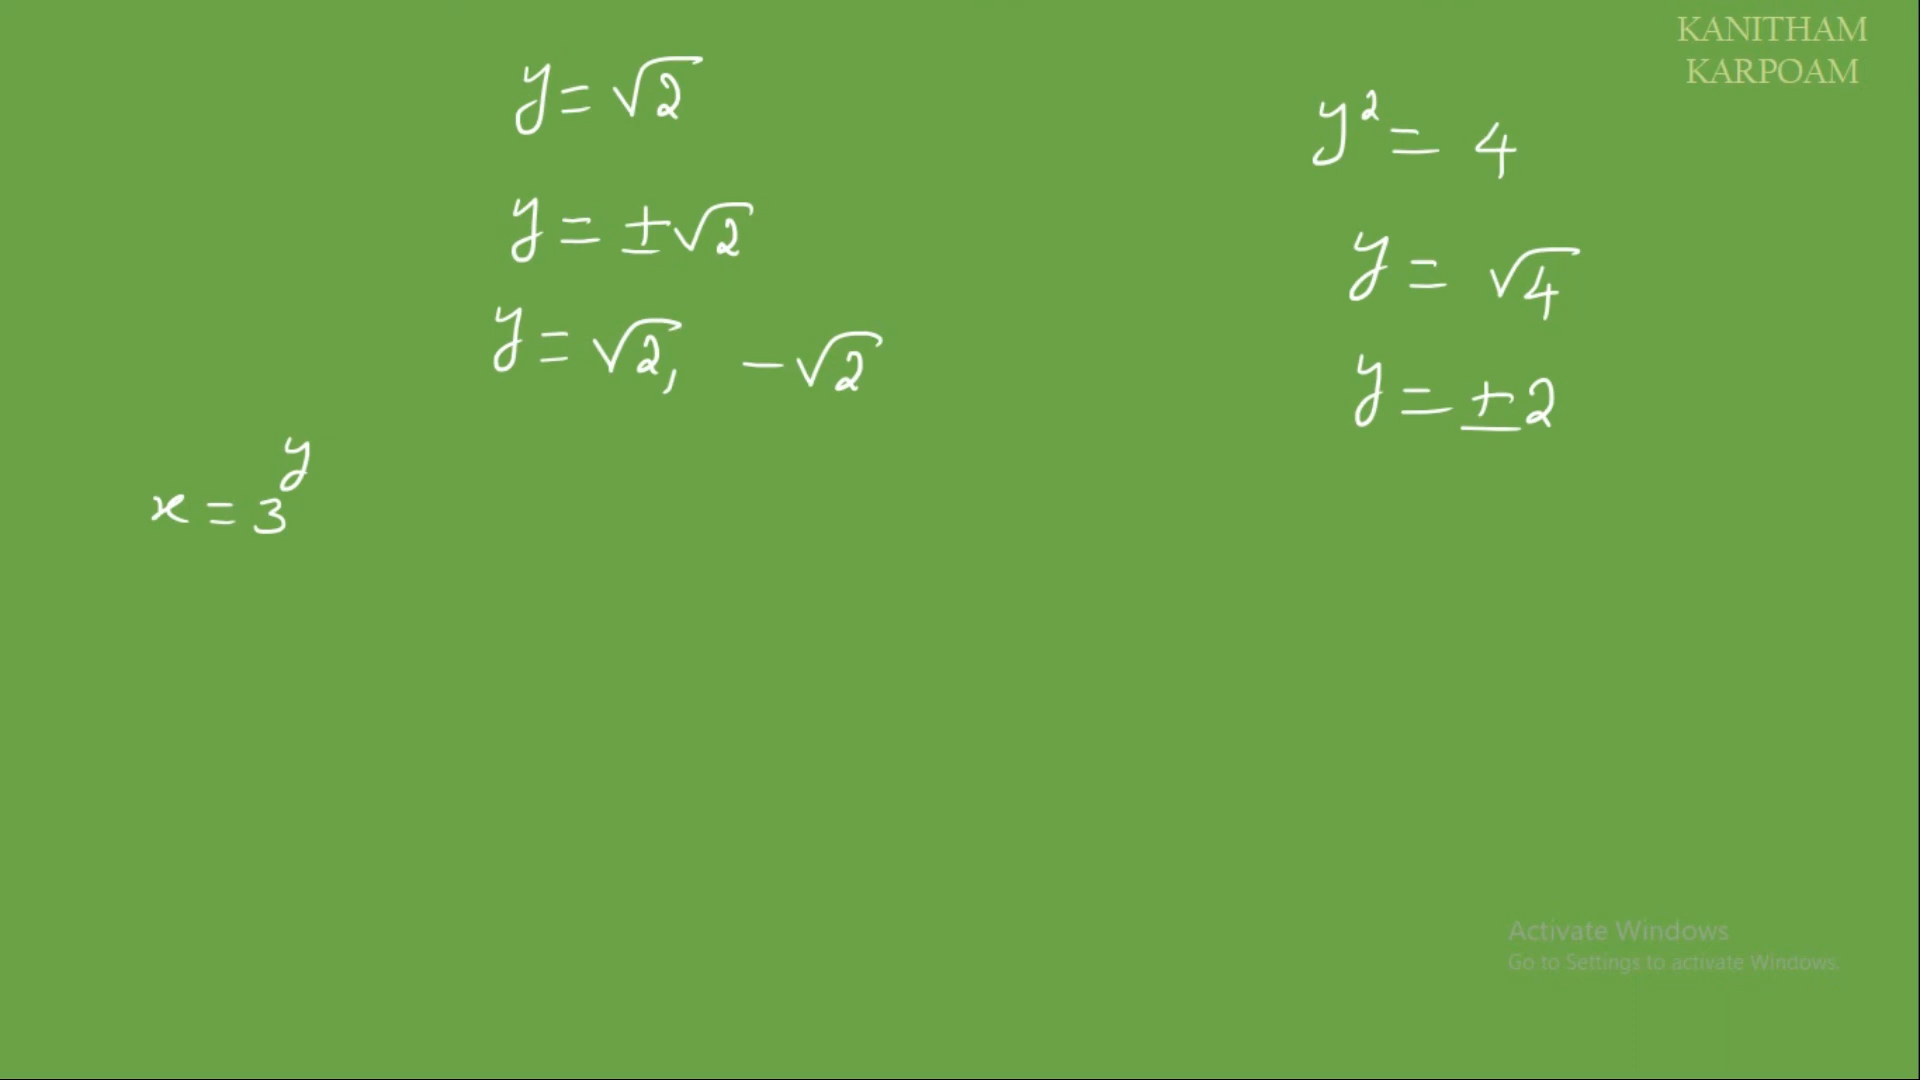 KANITHAM
KARPOAM
y = √2
y = ±√2
y = √2, -√2
x = 3^y
y² = 4
y = √4
y = ±2
Activate Windows
Go to Settings to activate Windows.